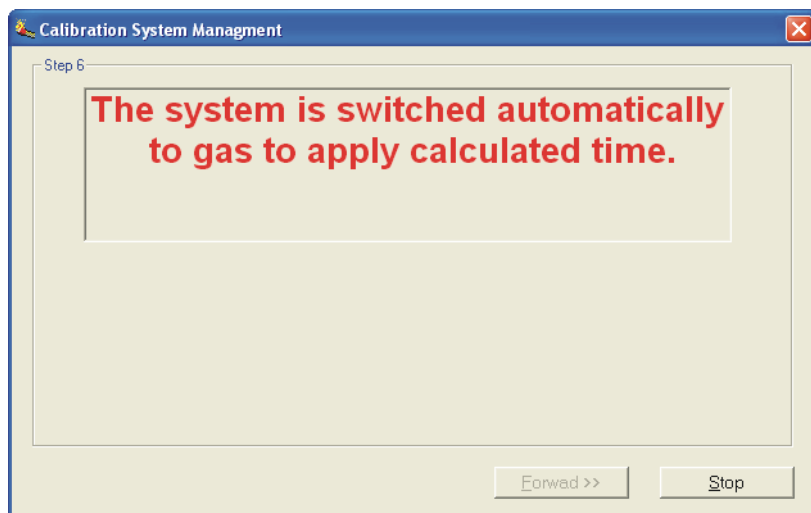 Calibration System Managment
Step 6
The system is switched automatically
to gas to apply calculated time.
Forwad >>
Stop